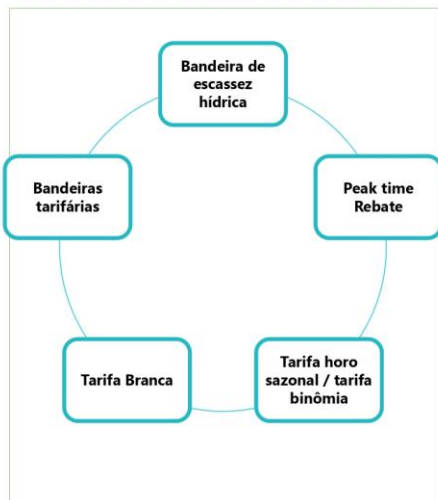 Bandeira de
escassez
hídrica
Peak time
Rebate
Tarifa horo
sazonal / tarifa
binômia
Tarifa Branca
Bandeiras
tarifárias